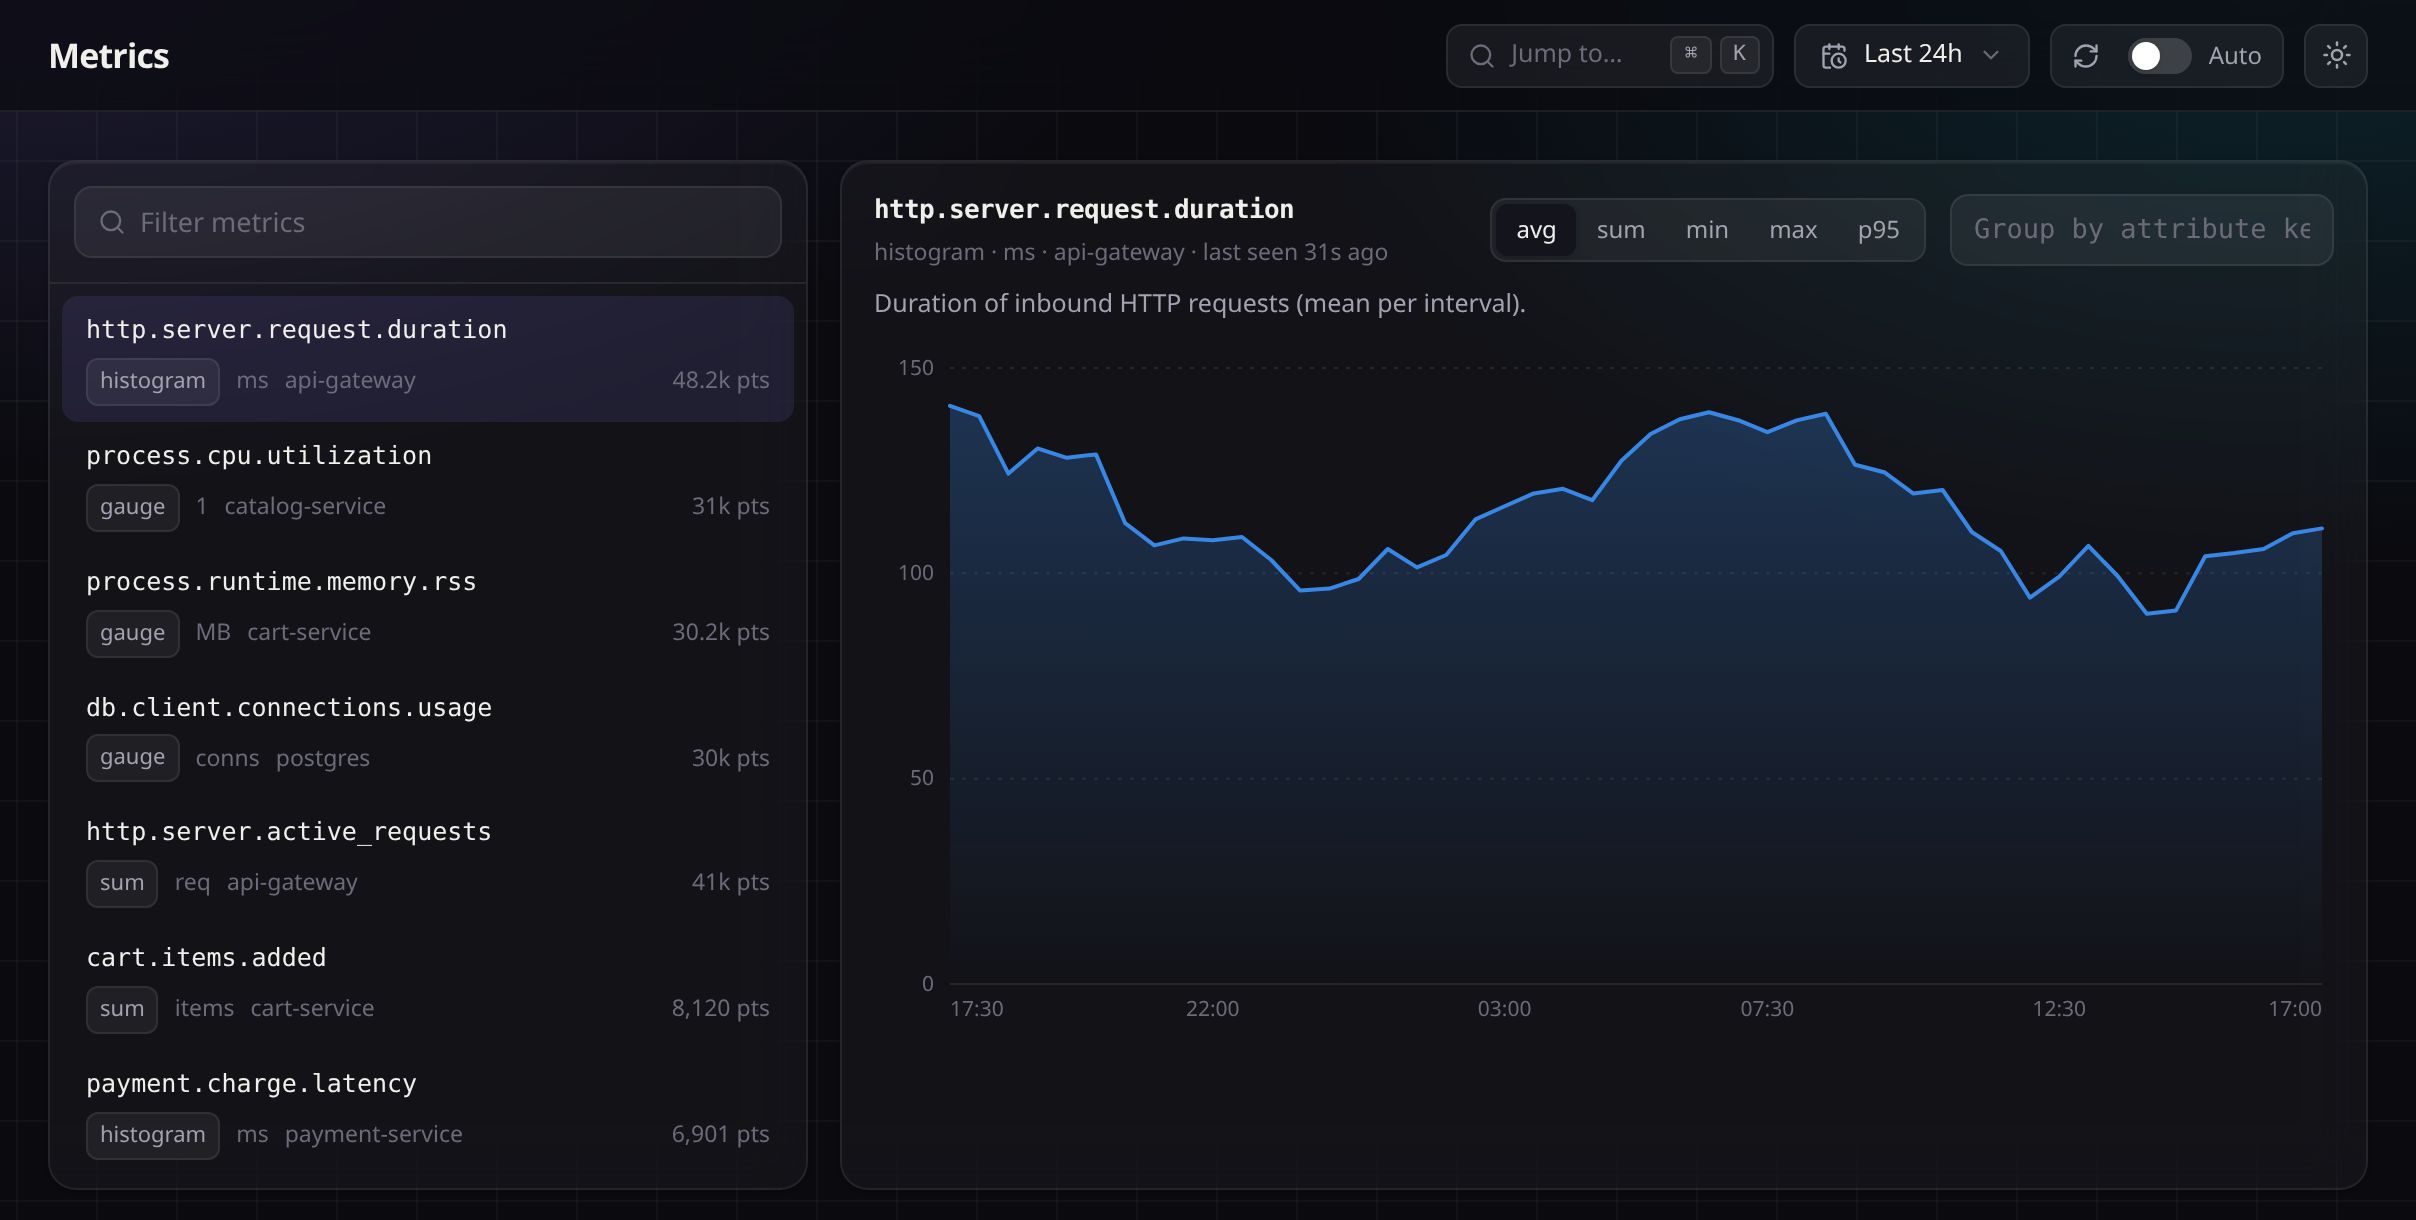 Metrics
Jump to...
⌘ K
Last 24h
Auto
Filter metrics
http.server.request.duration
histogram ms api-gateway 48.2k pts
process.cpu.utilization
gauge 1 catalog-service 31k pts
process.runtime.memory.rss
gauge MB cart-service 30.2k pts
db.client.connections.usage
gauge conns postgres 30k pts
http.server.active_requests
sum req api-gateway 41k pts
cart.items.added
sum items cart-service 8,120 pts
payment.charge.latency
histogram ms payment-service 6,901 pts
http.server.request.duration
histogram · ms · api-gateway · last seen 31s ago
avg sum min max p95
Group by attribute ke
Duration of inbound HTTP requests (mean per interval).
150
100
50
0
17:30 22:00 03:00 07:30 12:30 17:00